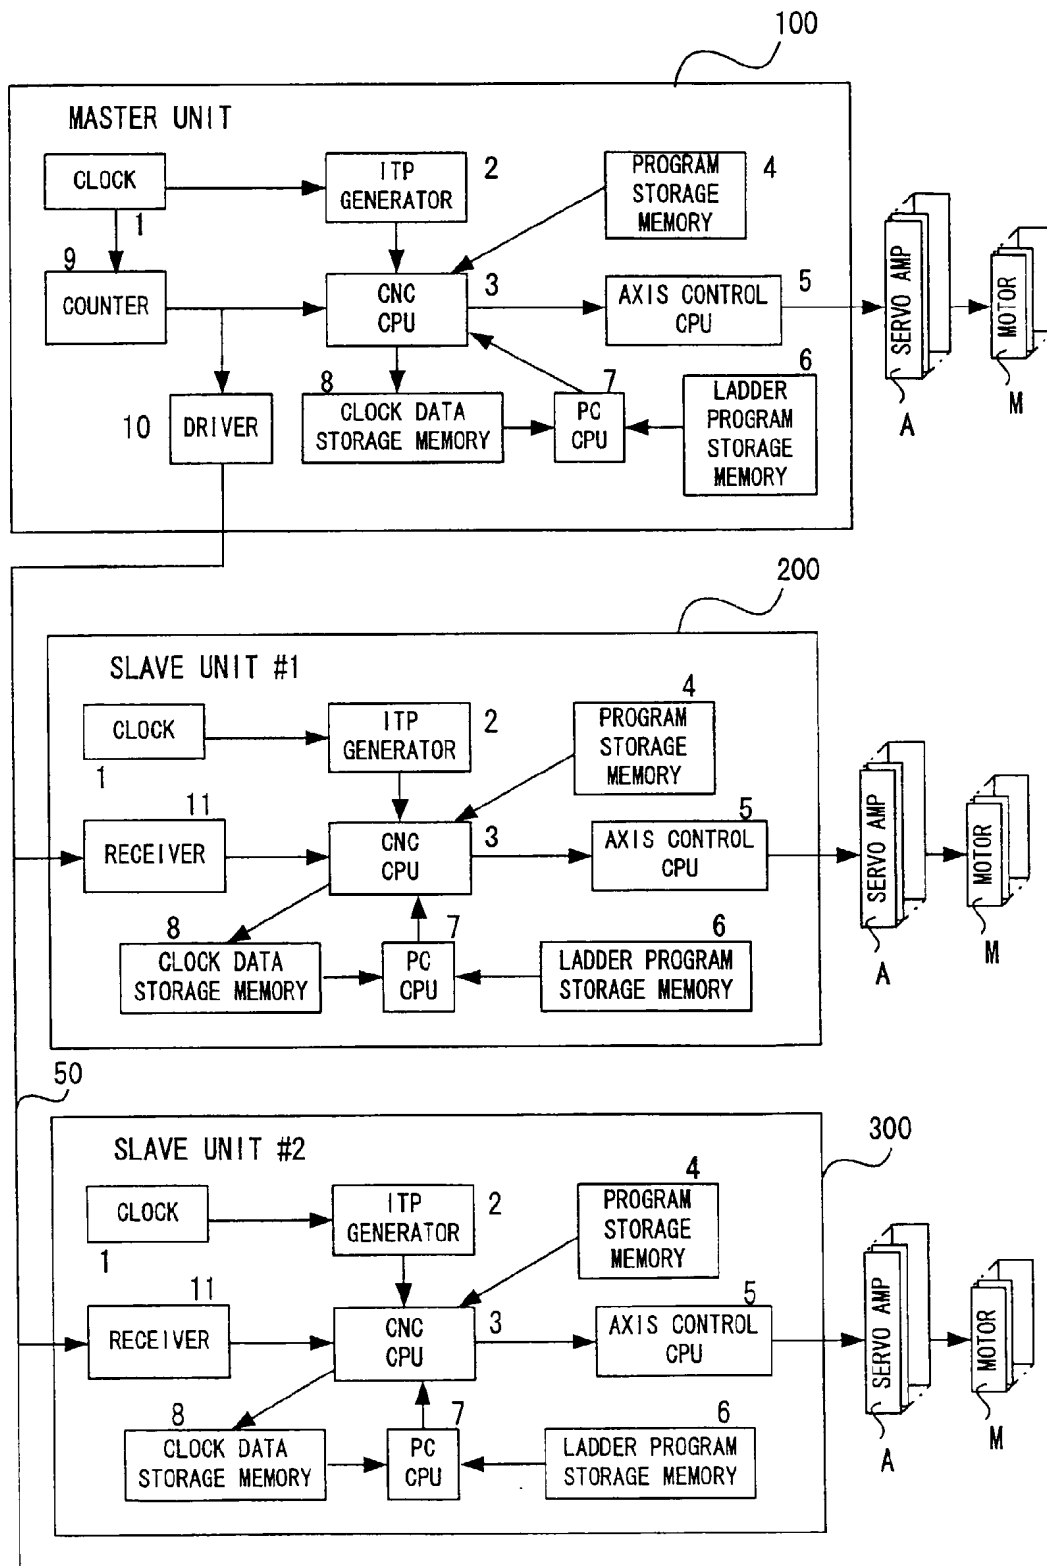 100
MASTER UNIT
CLOCK
1
ITP
GENERATOR
2
PROGRAM
STORAGE
MEMORY
4
9
COUNTER
CNC
CPU
3
AXIS CONTROL
CPU
5
SERVO AMP
A
MOTOR
M
10
DRIVER
8
CLOCK DATA
STORAGE MEMORY
7
PC
CPU
6
LADDER
PROGRAM
STORAGE
MEMORY
200
SLAVE UNIT #1
CLOCK
1
ITP
GENERATOR
2
4
PROGRAM
STORAGE
MEMORY
11
RECEIVER
CNC
CPU
3
5
AXIS CONTROL
CPU
SERVO AMP
A
MOTOR
M
8
CLOCK DATA
STORAGE MEMORY
7
PC
CPU
6
LADDER PROGRAM
STORAGE MEMORY
50
300
SLAVE UNIT #2
CLOCK
1
ITP
GENERATOR
2
4
PROGRAM
STORAGE
MEMORY
11
RECEIVER
CNC
CPU
3
5
AXIS CONTROL
CPU
SERVO AMP
A
MOTOR
M
8
CLOCK DATA
STORAGE MEMORY
7
PC
CPU
6
LADDER PROGRAM
STORAGE MEMORY